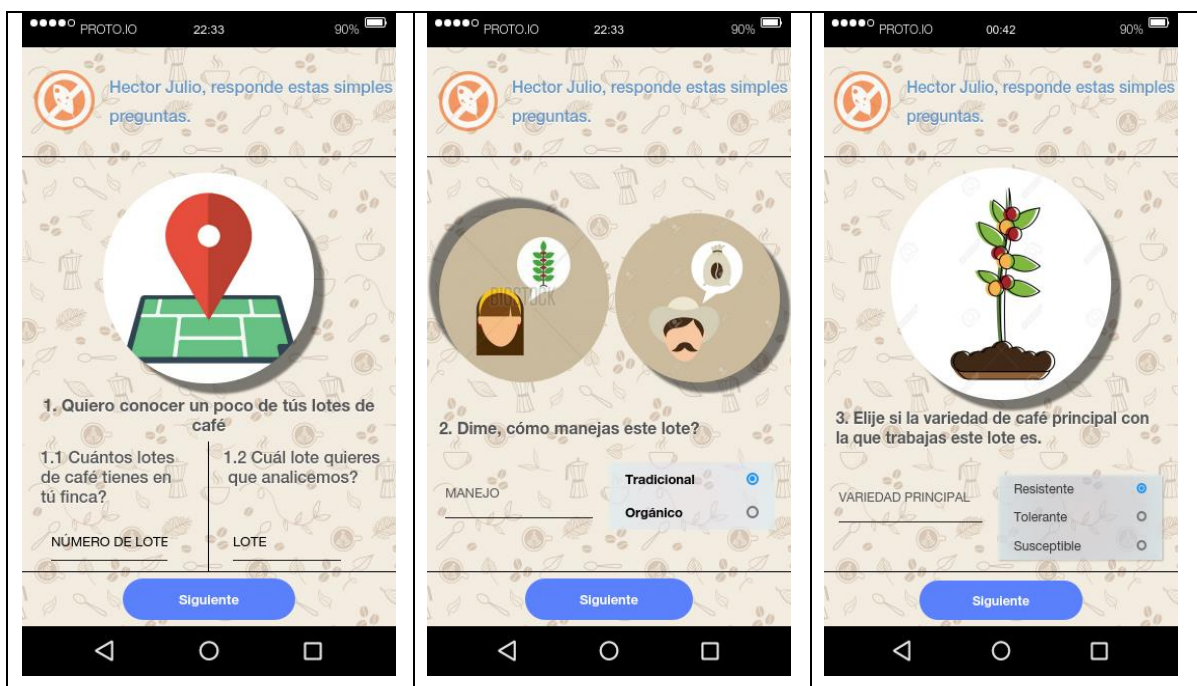 PROTO.IO 22:33 90%
Hector Julio, responde estas simples
preguntas.
1. Quiero conocer un poco de tús lotes de
café
1.1 Cuántos lotes
de café tienes en
tú finca?
NÚMERO DE LOTE
1.2 Cuál lote quieres
que analicemos?
LOTE
Siguiente
PROTO.IO 22:33 90%
Hector Julio, responde estas simples
preguntas.
BIGSTOCK
2. Dime, cómo manejas este lote?
MANEJO
Tradicional
Orgánico
Siguiente
PROTO.IO 00:42 90%
Hector Julio, responde estas simples
preguntas.
3. Elije si la variedad de café principal con
la que trabajas este lote es.
VARIEDAD PRINCIPAL
Resistente
Tolerante
Susceptible
Siguiente